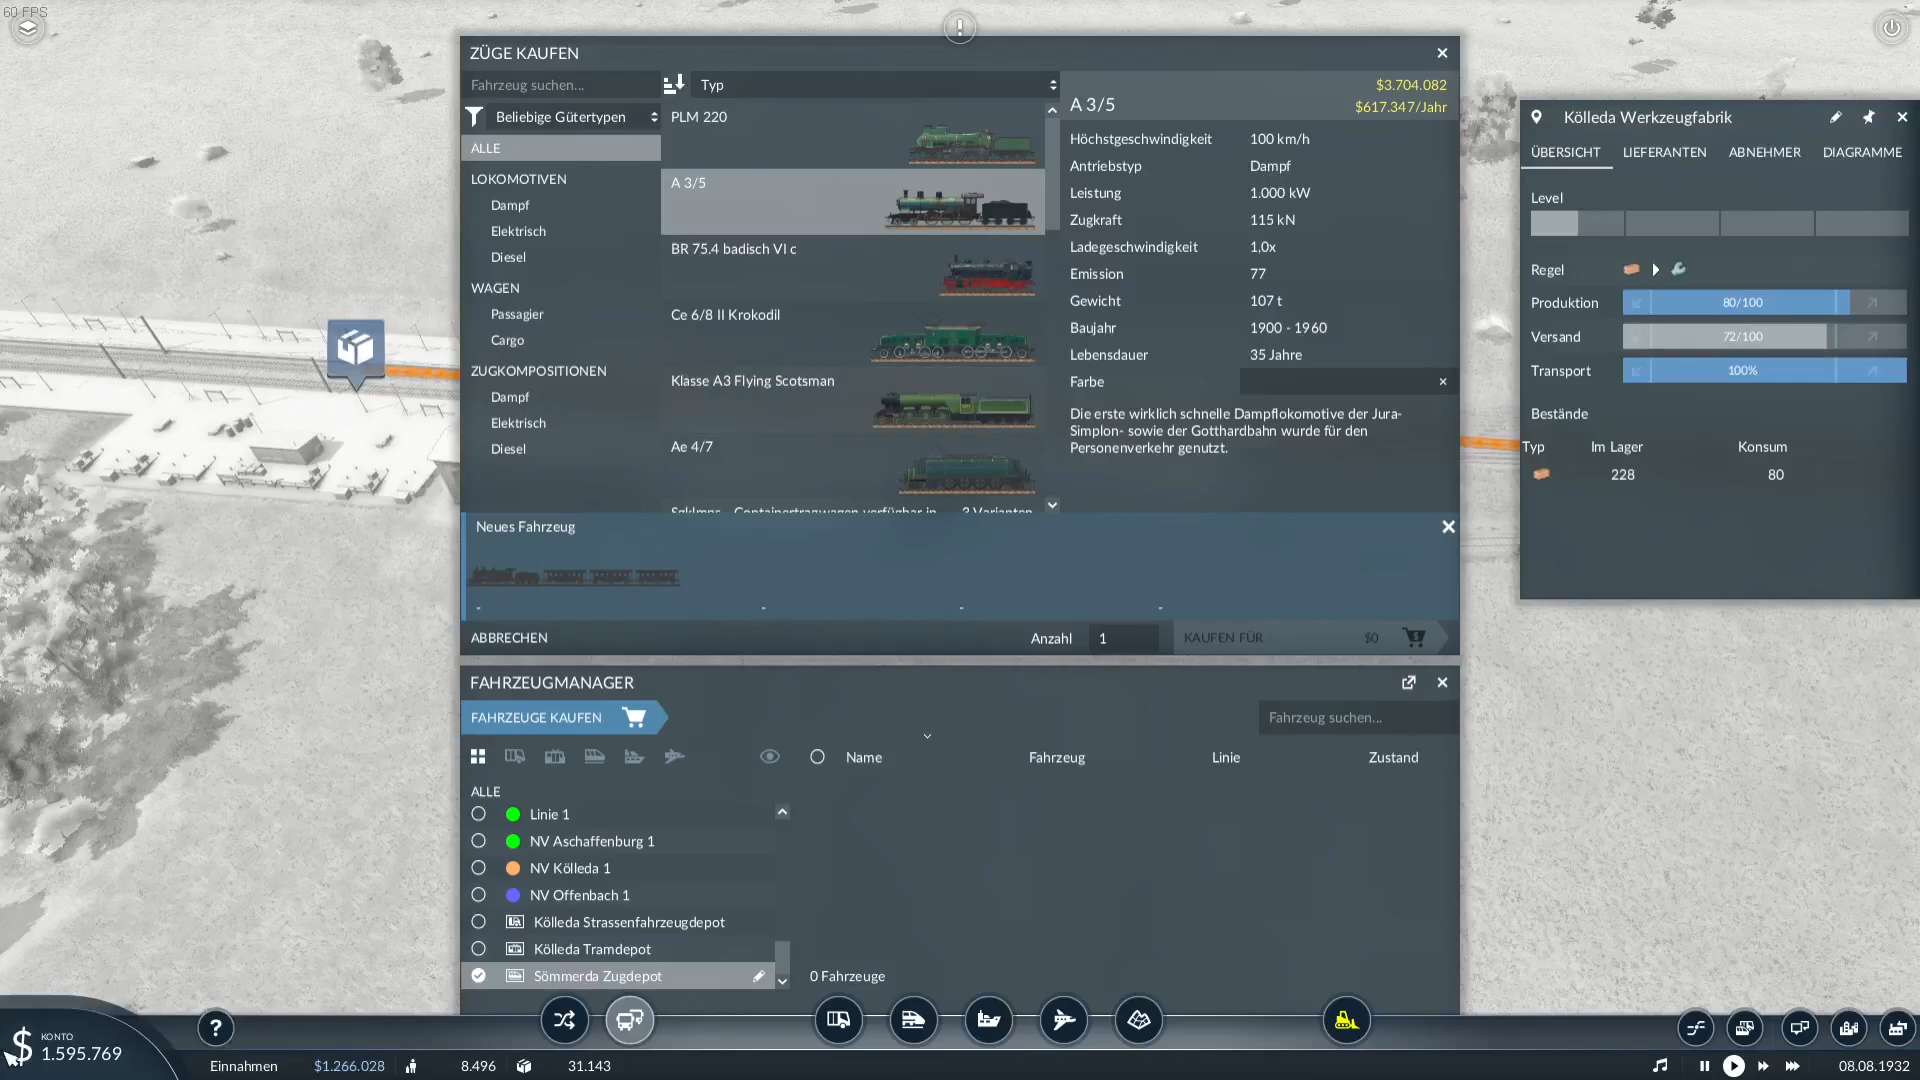 60 FPS
ZÜGE KAUFEN
Fahrzeug suchen...
Typ
$3.704.082
A 3/5
$617.347/Jahr
Beliebige Gütertypen
ALLE
LOKOMOTIVEN
Dampf
Elektrisch
Diesel
WAGEN
Passagier
Cargo
ZUGKOMPOSITIONEN
Dampf
Elektrisch
Diesel
PLM 220
A 3/5
BR 75.4 badisch VI c
Ce 6/8 II Krokodil
Klasse A3 Flying Scotsman
Ae 4/7
Sgklmps - Containertragwagen verfügbar in ... 3 Varianten
Höchstgeschwindigkeit 100 km/h
Antriebstyp Dampf
Leistung 1.000 kW
Zugkraft 115 kN
Ladegeschwindigkeit 1,0x
Emission 77
Gewicht 107 t
Baujahr 1900 - 1960
Lebensdauer 35 Jahre
Farbe
Die erste wirklich schnelle Dampflokomotive der Jura-
Simplon- sowie der Gotthardbahn wurde für den
Personenverkehr genutzt.
Neues Fahrzeug
- - - -
ABBRECHEN
Anzahl 1
KAUFEN FÜR $0
FAHRZEUGMANAGER
FAHRZEUGE KAUFEN
Fahrzeug suchen...
Name Fahrzeug Linie Zustand
ALLE
Linie 1
NV Aschaffenburg 1
NV Kölleda 1
NV Offenbach 1
Kölleda Strassenfahrzeugdepot
Kölleda Tramdepot
Sömmerda Zugdepot
0 Fahrzeuge
Kölleda Werkzeugfabrik
ÜBERSICHT LIEFERANTEN ABNEHMER DIAGRAMME
Level
Regel
Produktion 80/100
Versand 72/100
Transport 100%
Bestände
Typ Im Lager Konsum
228 80
?
$ KONTO
1.595.769
Einnahmen $1.266.028 8.496 31.143
08.08.1932